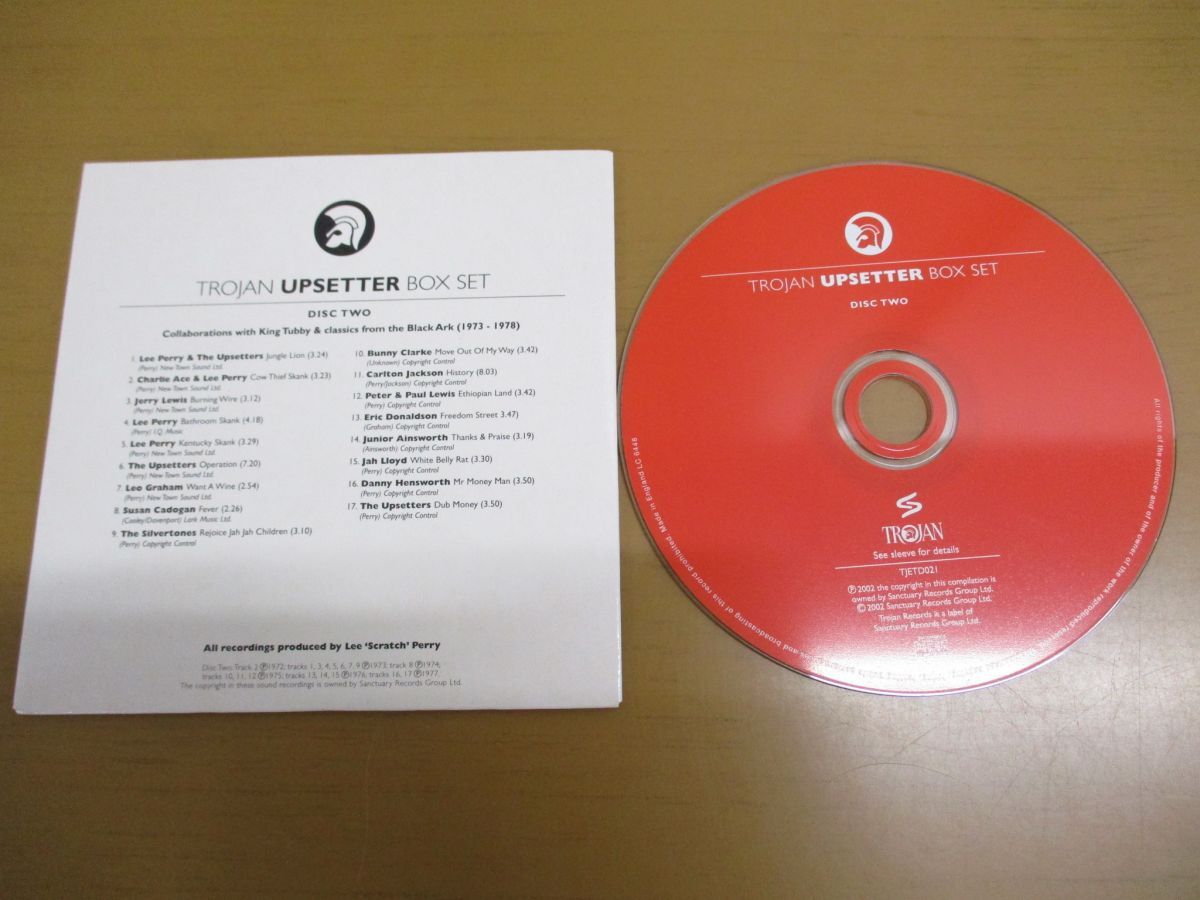 TROJAN UPSETTER BOX SET
DISC TWO
Collaborations with King Tubby & classics from the Black Ark (1973 - 1978)
1. Lee Perry & The Upsetters Jungle Lion (3.24)
(Perry) New Town Sound Ltd.
2. Charlie Ace & Lee Perry Cow Thief Skank (3.23)
(Perry) New Town Sound Ltd.
3. Jerry Lewis Burning Wire (3.12)
(Perry) New Town Sound Ltd.
4. Lee Perry Bathroom Skank (4.18)
(Perry) I.Q. Music
5. Lee Perry Kentucky Skank (3.29)
(Perry) New Town Sound Ltd.
6. The Upsetters Operation (7.20)
(Perry) New Town Sound Ltd.
7. Leo Graham Want A Wine (2.54)
(Perry) New Town Sound Ltd.
8. Susan Cadogan Fever (2.26)
(Cooley/Davenport) Lark Music Ltd.
9. The Silvertones Rejoice Jah Jah Children (3.10)
(Perry) Copyright Control
10. Bunny Clarke Move Out Of My Way (3.42)
(Unknown) Copyright Control
11. Carlton Jackson History (8.03)
(Perry/Jackson) Copyright Control
12. Peter & Paul Lewis Ethiopian Land (3.42)
(Perry) Copyright Control
13. Eric Donaldson Freedom Street 3.47)
(Graham) Copyright Control
14. Junior Ainsworth Thanks & Praise (3.19)
(Ainsworth) Copyright Control
15. Jah Lloyd White Belly Rat (3.30)
(Perry) Copyright Control
16. Danny Hensworth Mr Money Man (3.50)
(Perry) Copyright Control
17. The Upsetters Dub Money (3.50)
(Perry) Copyright Control
All recordings produced by Lee 'Scratch' Perry
Disc Two: Track 2 ℗1972; tracks 1, 3, 4, 5, 6, 7, 9 ℗1973; track 8 ℗1974;
tracks 10, 11, 12 ℗1975; tracks 13, 14, 15 ℗1976; tracks 16, 17 ℗1977.
The copyright in these sound recordings is owned by Sanctuary Records Group Ltd.
TROJAN UPSETTER BOX SET
DISC TWO
TROJAN
See sleeve for details
TJETD021
℗ 2002 the copyright in this compilation is
owned by Sanctuary Records Group Ltd.
© 2002 Sanctuary Records Group Ltd.
Trojan Records is a label of
Sanctuary Records Group Ltd.
All rights of the producer and of the owner of the work reproduced reserved.
and broadcasting of this record prohibited. Made in England. LC 6448